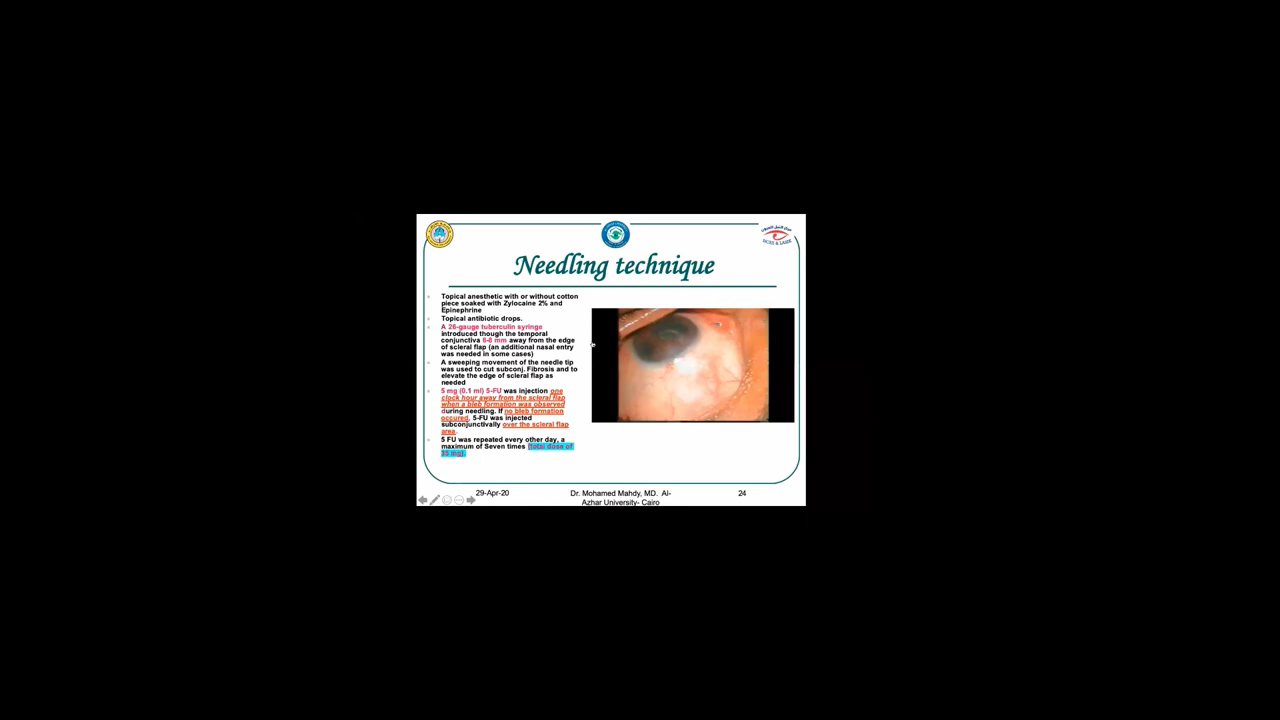 Needling technique
Topical anesthetic with or without cotton
piece soaked with Zylocaine 2% and
Epinephrine
Topical antibiotic drops.
A 26-gauge tuberculin syringe
introduced though the temporal
conjunctiva 6-8 mm away from the edge
of scleral flap (an additional nasal entry
was needed in some cases)
A sweeping movement of the needle tip
was used to cut subconj. Fibrosis and to
elevate the edge of scleral flap as
needed
5 mg (0.1 ml) 5-FU was injection one
clock hour away from the scleral flap
when a bleb formation was observed
during needling. If no bleb formation
occured, 5-FU was injected
subconjunctivally over the scleral flap
area.
5 FU was repeated every other day, a
maximum of Seven times (total dose of
35 mg).
29-Apr-20
Dr. Mohamed Mahdy, MD. Al-
Azhar University- Cairo
24